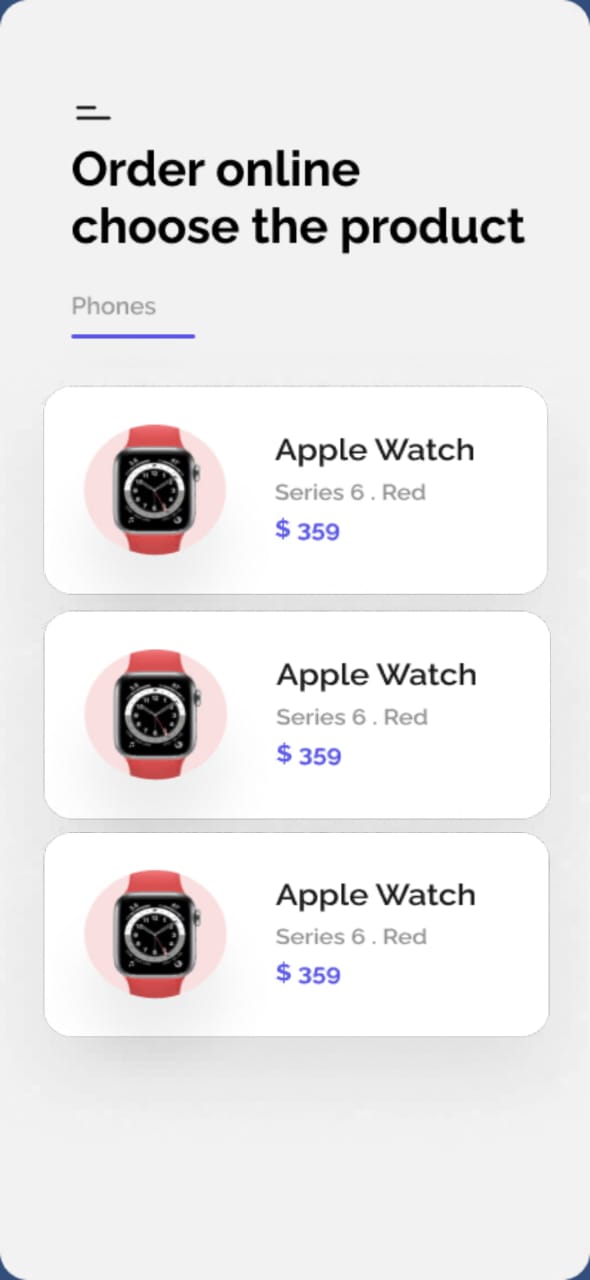 Order online
choose the product
Phones
Apple Watch
Series 6 . Red
$ 359
Apple Watch
Series 6 . Red
$ 359
Apple Watch
Series 6 . Red
$ 359